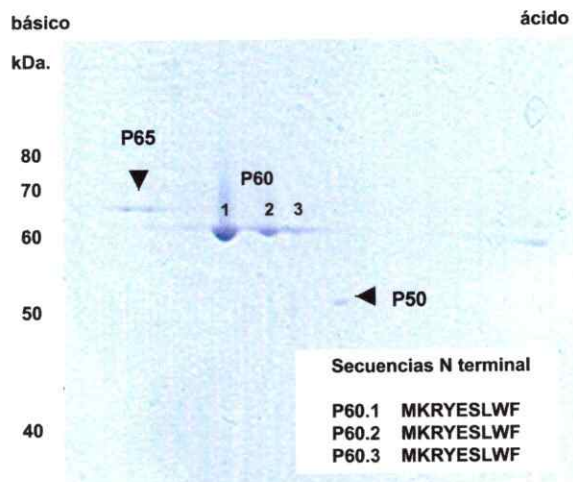 básico ácido
kDa.
P65
80
70
P60
1 2 3
60
P50
50
Secuencias N terminal
P60.1 MKRYESLWF
P60.2 MKRYESLWF
P60.3 MKRYESLWF
40